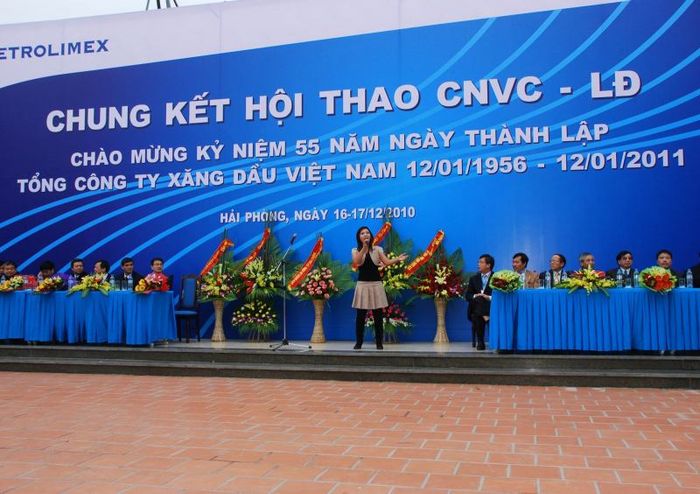 ETROLIMEX
CHUNG KẾT HỘI THAO CNVC - LĐ
CHÀO MỪNG KỶ NIỆM 55 NĂM NGÀY THÀNH LẬP
TỔNG CÔNG TY XĂNG DẦU VIỆT NAM 12/01/1956 - 12/01/2011
HẢI PHÒNG, NGÀY 16-17/12/2010